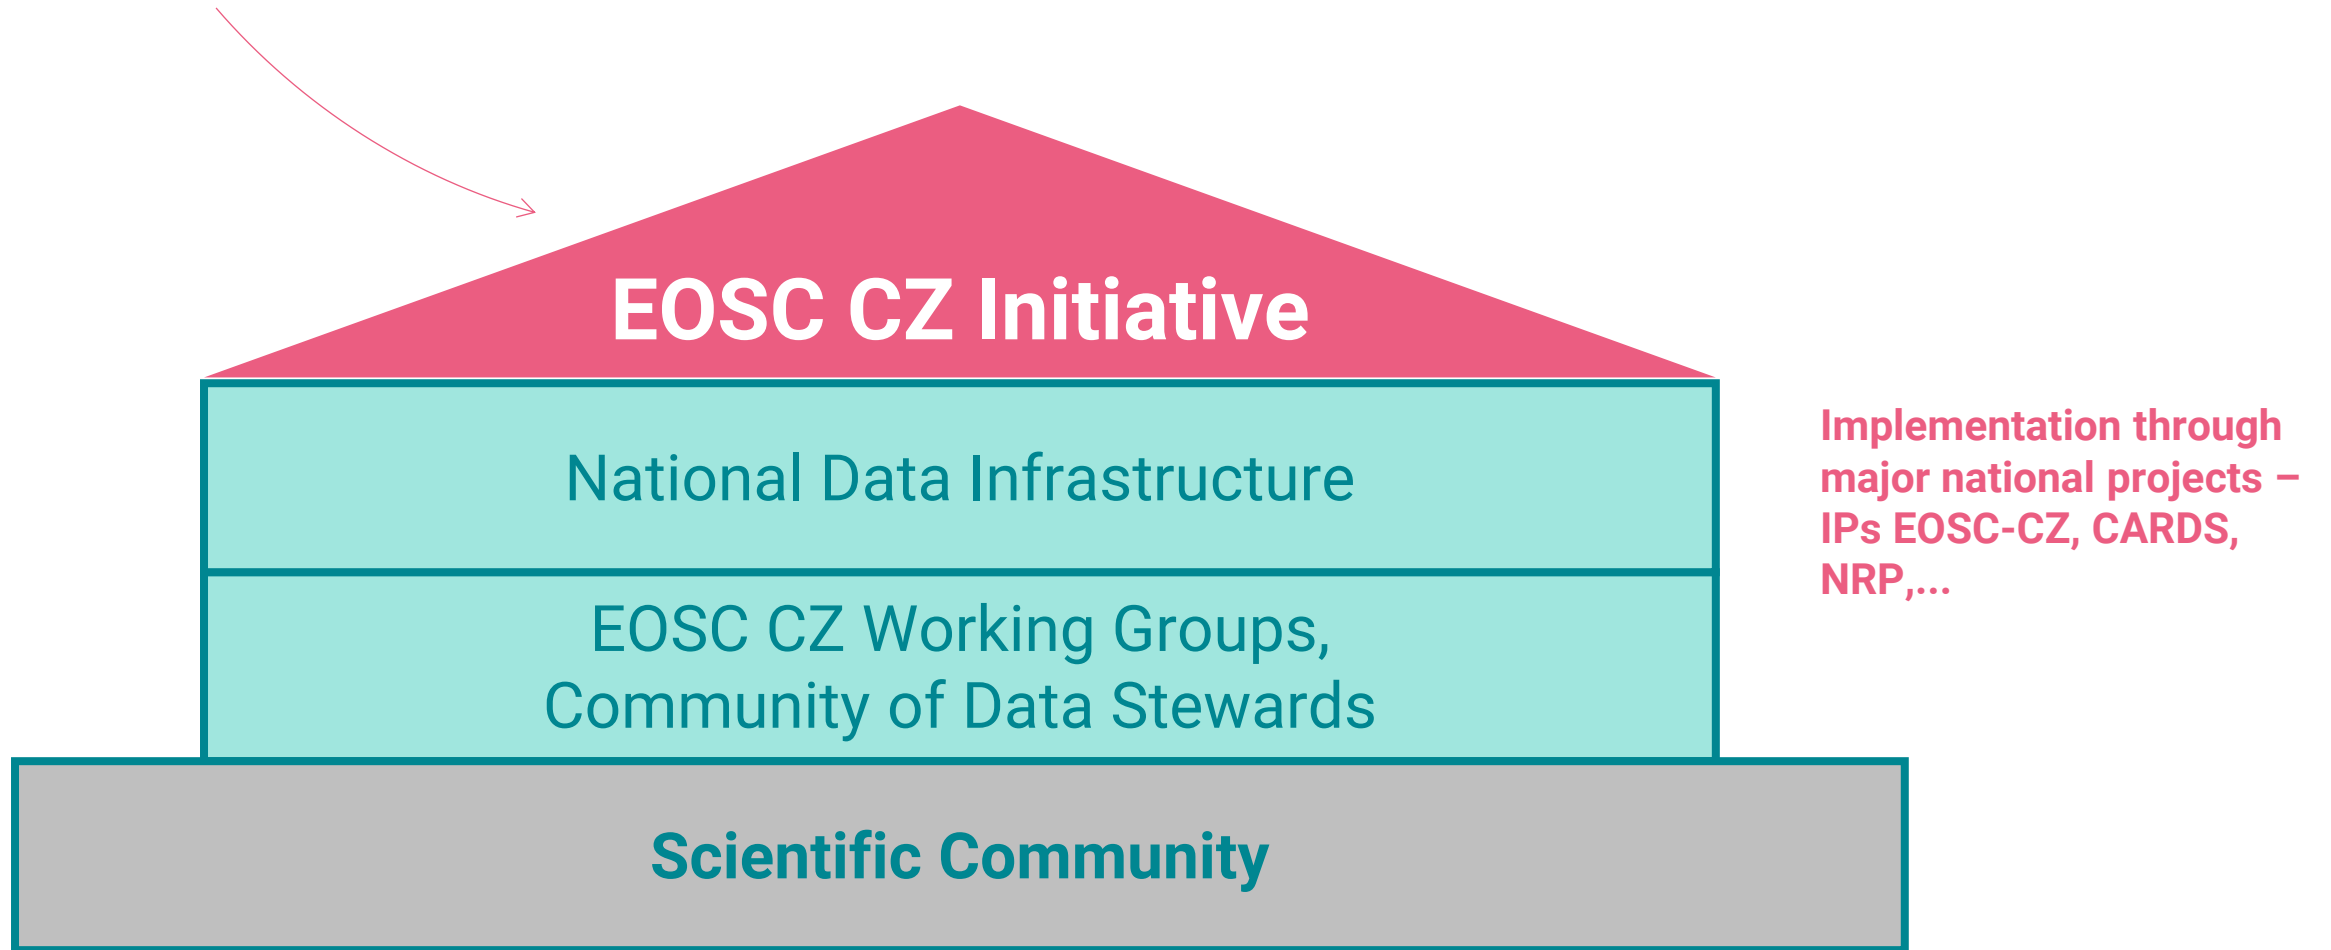 EOSC CZ Initiative
National Data Infrastructure
Implementation through
major national projects –
IPs EOSC-CZ, CARDS,
NRP,...
EOSC CZ Working Groups,
Community of Data Stewards
Scientific Community